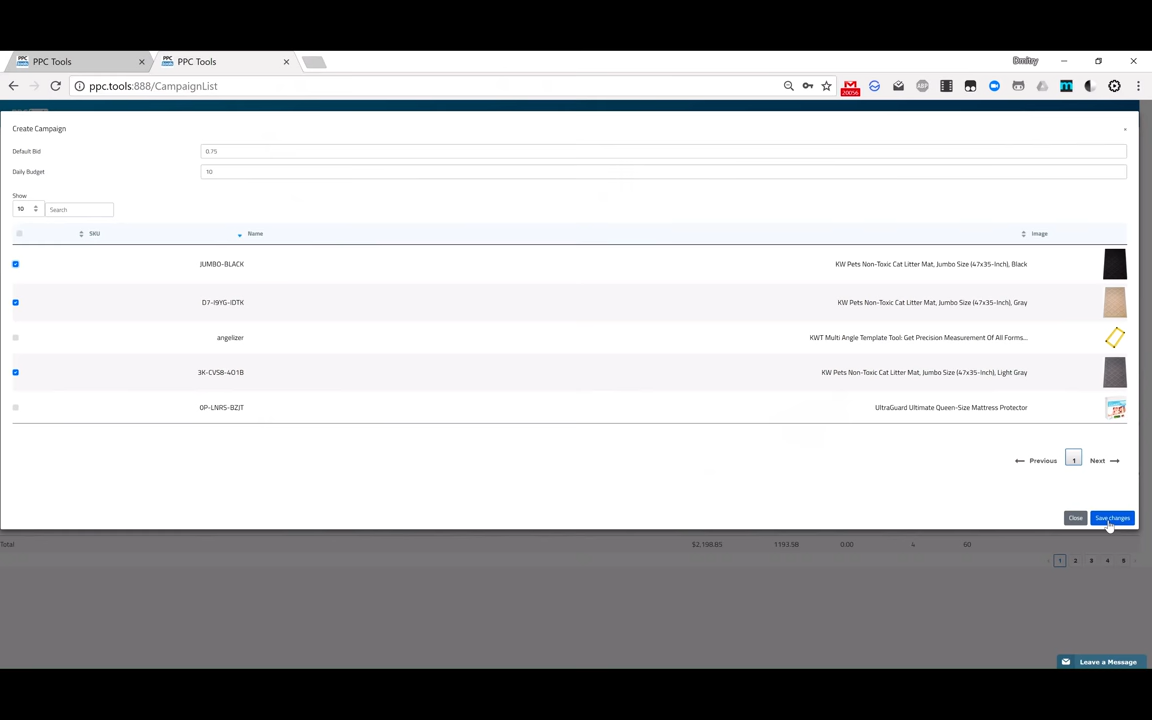 PPC Tools
PPC Tools
Dmitry
ppc.tools:888/CampaignList
20056
ABP
Create Campaign
Default Bid
0.75
Daily Budget
10
Show
10
Search
SKU
Name
Image
JUMBO-BLACK
KW Pets Non-Toxic Cat Litter Mat, Jumbo Size (47x35-Inch), Black
D7-I9YG-IDTK
KW Pets Non-Toxic Cat Litter Mat, Jumbo Size (47x35-Inch), Gray
angelizer
KWT Multi Angle Template Tool: Get Precision Measurement Of All Forms...
3K-CVSB-4O1B
KW Pets Non-Toxic Cat Litter Mat, Jumbo Size (47x35-Inch), Light Gray
0P-LNRS-BZJT
UltraGuard Ultimate Queen-Size Mattress Protector
← Previous 1 Next →
Close
Save changes
Total $2,198.85 1193.58 0.00 4 60
1 2 3 4 9
Leave a Message